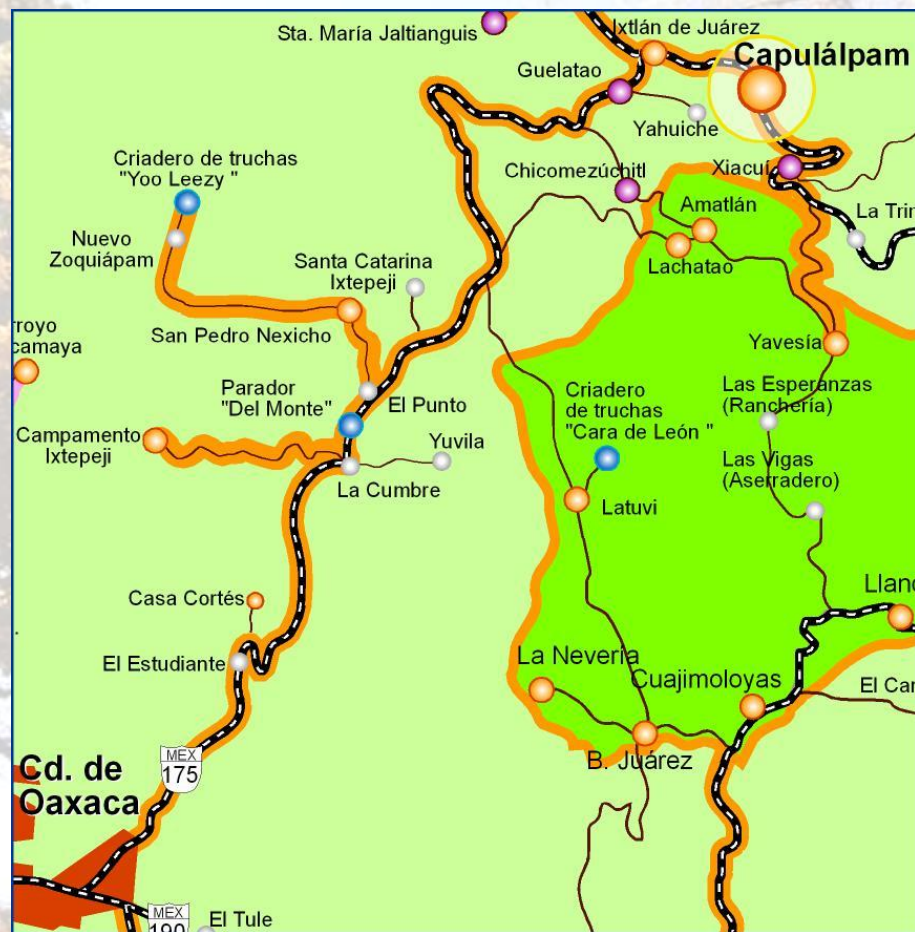 Sta. María Jaltianguis
Ixtlán de Juárez
Capulálpam
Guelatao
Yahuiche
Criadero de truchas
"Yoo Leezy "
Chicomezúchitl
Xiacuí
Amatlán
La Trin
Nuevo
Zoquiápam
Santa Catarina
Ixtepeji
Lachatao
rroyo
camaya
San Pedro Nexicho
Yavesía
Parador
"Del Monte"
El Punto
Criadero
de truchas
"Cara de León "
Las Esperanzas
(Ranchería)
Campamento
Ixtepeji
Yuvila
Las Vigas
(Aserradero)
La Cumbre
Latuvi
Casa Cortés
Llano
El Estudiante
La Nevería
Cuajimoloyas
El Car
MEX
175
B. Juárez
Cd. de
Oaxaca
MEX
190
El Tule